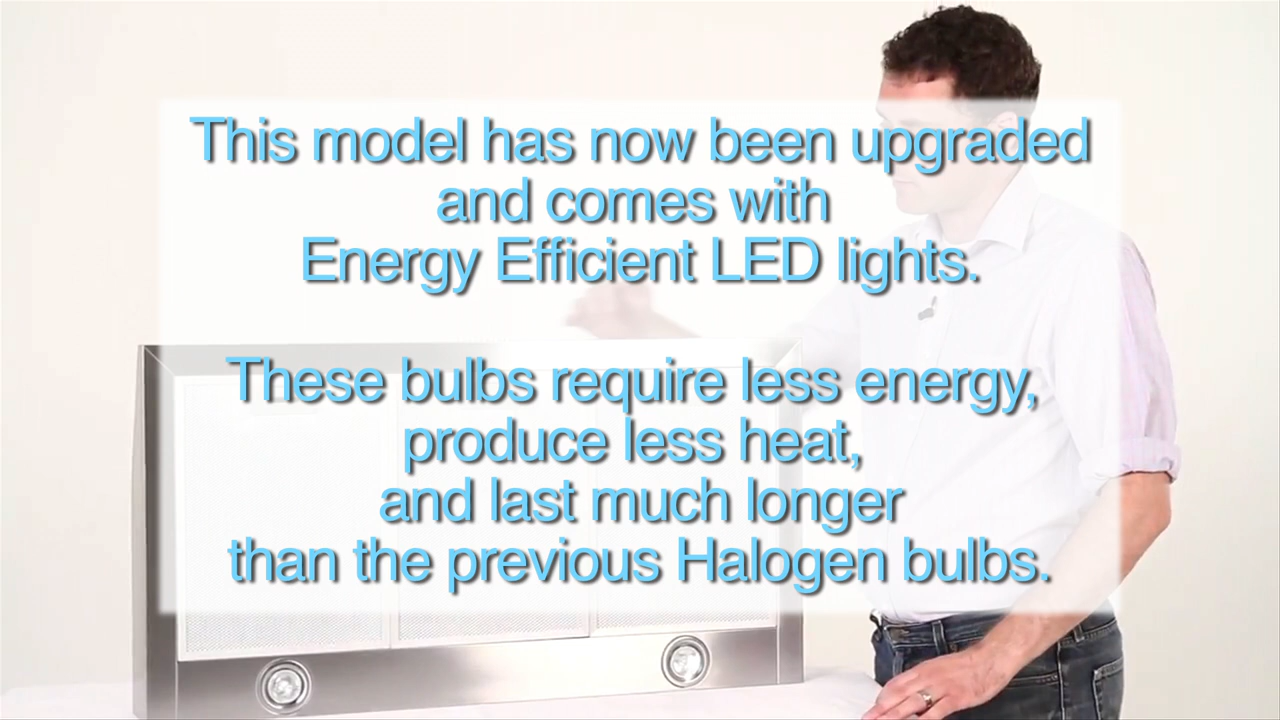 This model has now been upgraded
and comes with
Energy Efficient LED lights.
These bulbs require less energy,
produce less heat,
and last much longer
than the previous Halogen bulbs.